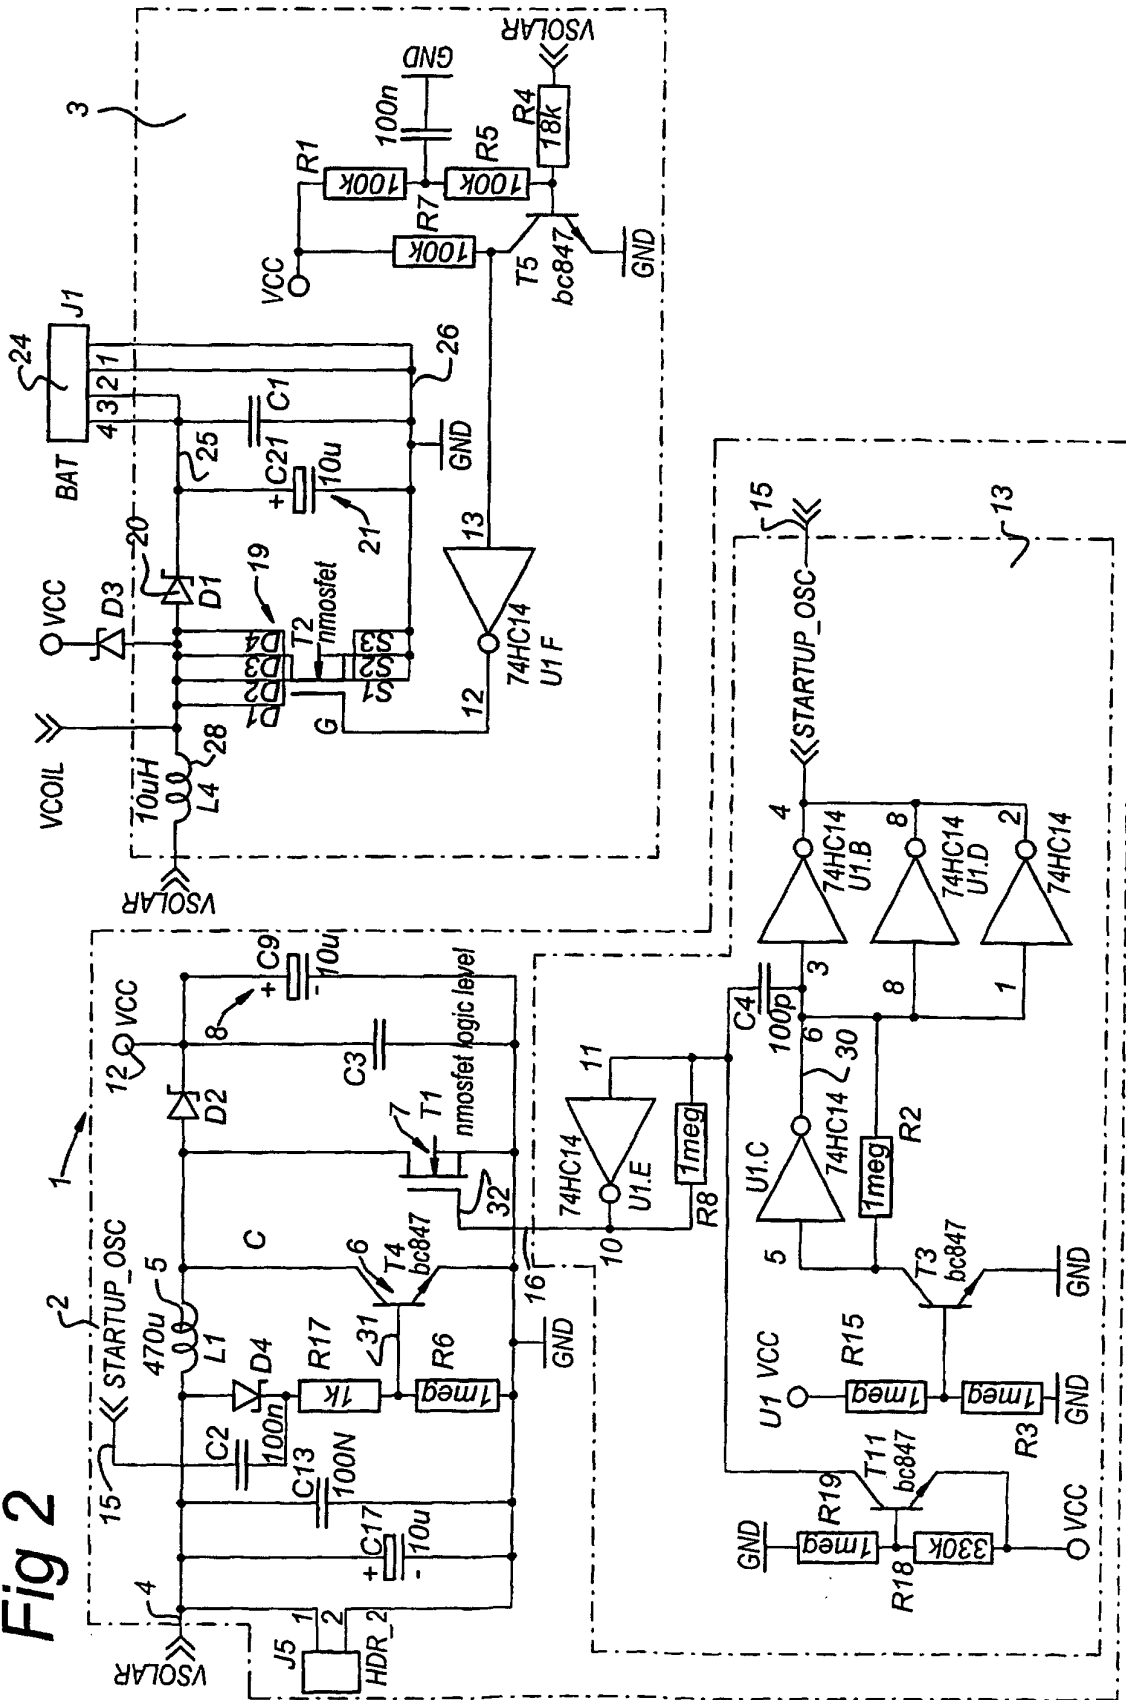 Fig 2
1
2
STARTUP_OSC
15
4
VSOLAR
470u
5
L1
C2
100n
D4
C13
100N
C17
+
10u
-
J5
1
2
HDR_2
R17
1k
31
R6
1meg
GND
C
6
T4
bc847
16
D2
12
VCC
7
T1
nmosfet logic level
32
8
C3
+
C9
10u
-
VSOLAR
10uH
L4
28
VCOIL
VCC
D3
20
D1
D1
D2
D3
D4
19
T2
nmosfet
G
S1
S2
S3
25
+
C21
10u
21
C1
GND
26
BAT
24
J1
4
3
2
1
3
12
13
74HC14
U1 F
VCC
R1
100k
R7
100k
100n
GND
R5
100k
R4
18k
VSOLAR
T5
bc847
GND
10
11
74HC14
U1.E
R8
1meg
C4
100p
GND
R19
1meg
R18
330k
T11
bc847
VCC
U1 VCC
R15
1meg
R3
1meg
GND
T3
bc847
GND
5
U1.C
74HC14
6
30
R2
1meg
3
4
74HC14
U1.B
8
8
74HC14
U1.D
1
2
74HC14
STARTUP_OSC
15
13